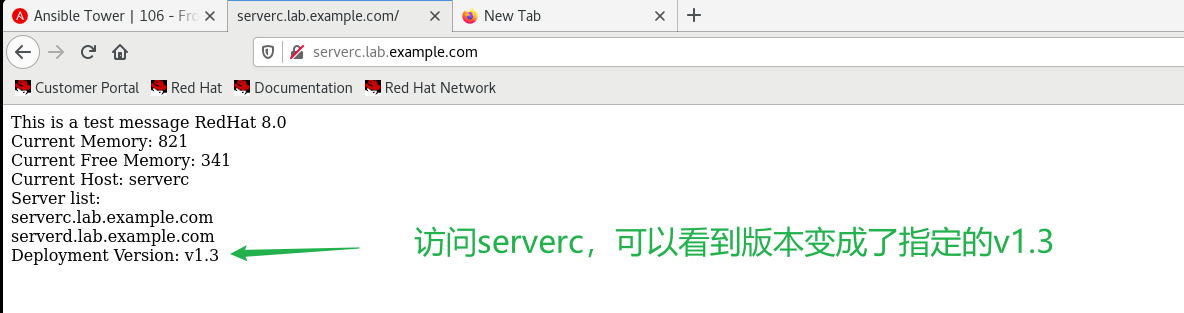 Ansible Tower | 106 - Fro
serverc.lab.example.com/
New Tab
serverc.lab.example.com
Customer Portal
Red Hat
Documentation
Red Hat Network
This is a test message RedHat 8.0
Current Memory: 821
Current Free Memory: 341
Current Host: serverc
Server list:
serverc.lab.example.com
serverd.lab.example.com
Deployment Version: v1.3
访问serverc，可以看到版本变成了指定的v1.3